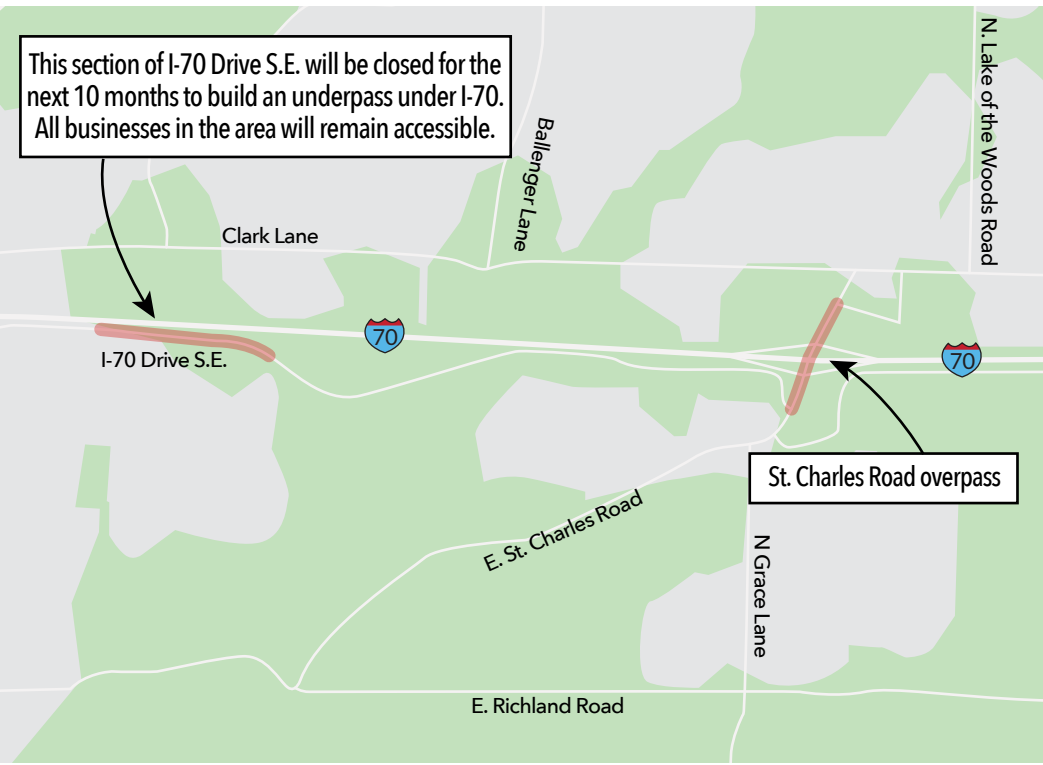 This section of I-70 Drive S.E. will be closed for the
next 10 months to build an underpass under I-70.
All businesses in the area will remain accessible.
N. Lake of the Woods Road
Ballenger Lane
Clark Lane
70
I-70 Drive S.E.
70
St. Charles Road overpass
E. St. Charles Road
N Grace Lane
E. Richland Road